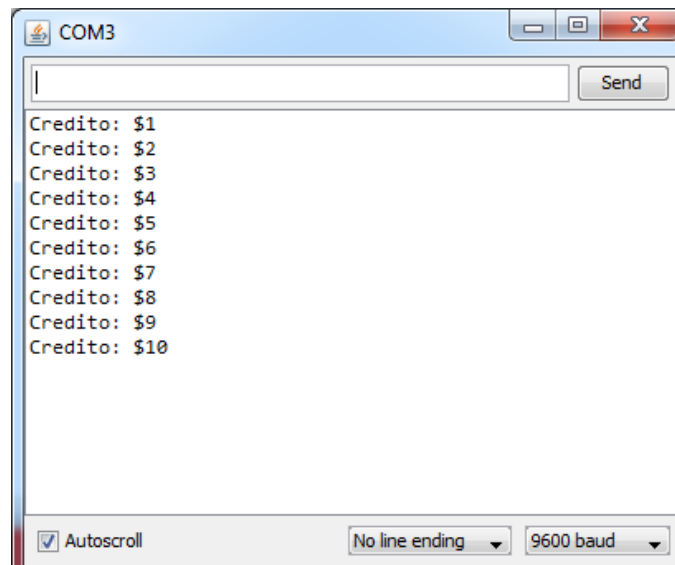 COM3
Send
Credito: $1
Credito: $2
Credito: $3
Credito: $4
Credito: $5
Credito: $6
Credito: $7
Credito: $8
Credito: $9
Credito: $10
Autoscroll
No line ending
9600 baud